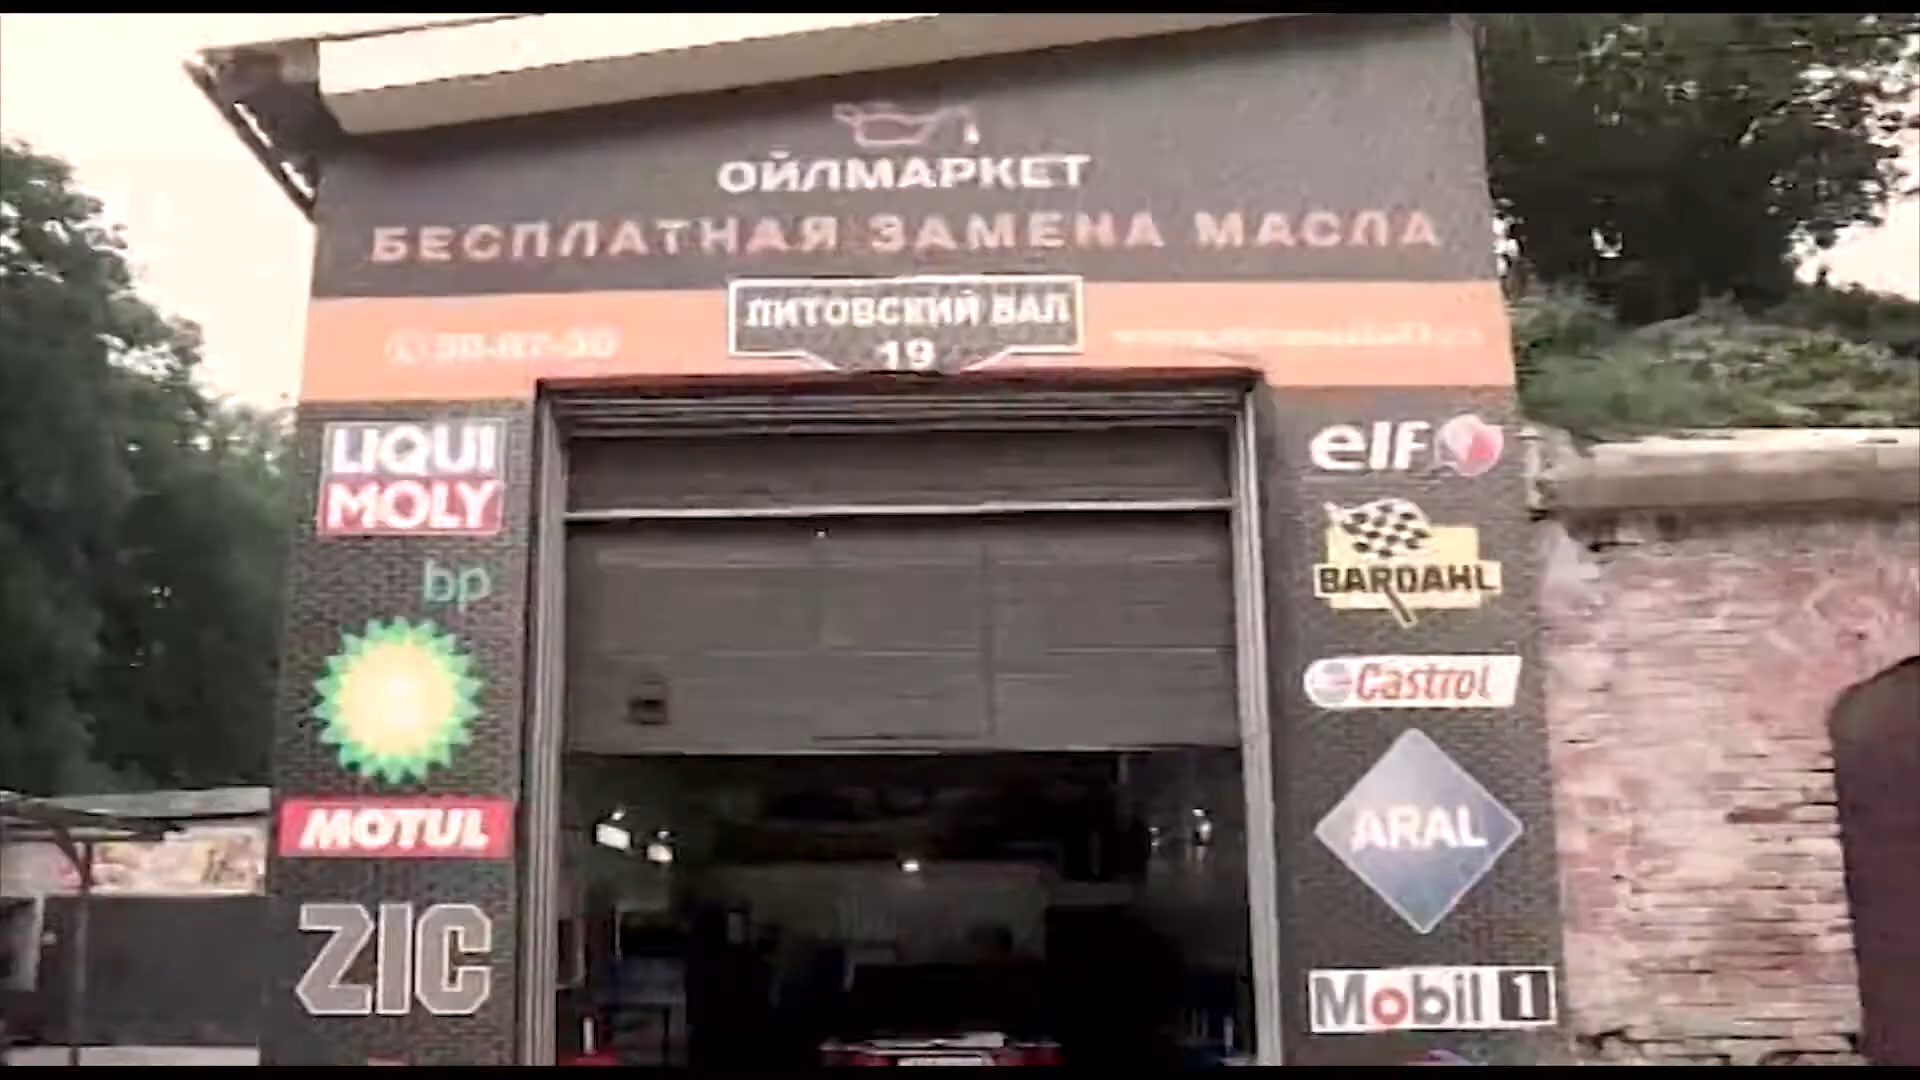 ОЙЛМАРКЕТ
БЕСПЛАТНАЯ ЗАМЕНА МАСЛА
ЛИТОВСКИЙ ВАЛ
19
LIQUI
MOLY
bp
MOTUL
ZIC
elf
BARDAHL
Castrol
ARAL
Mobil 1